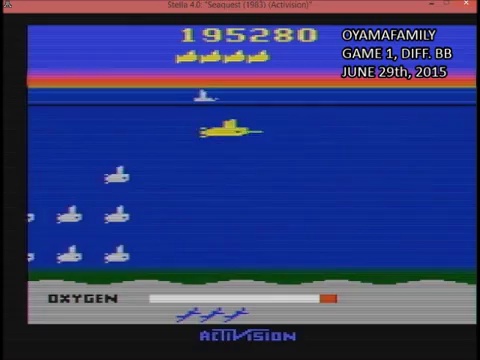 Stella 4.0: "Seaquest (1983) (Activision)"
195280
OYAMAFAMILY
GAME 1, DIFF. BB
JUNE 29th, 2015
OXYGEN
ACTIVISION